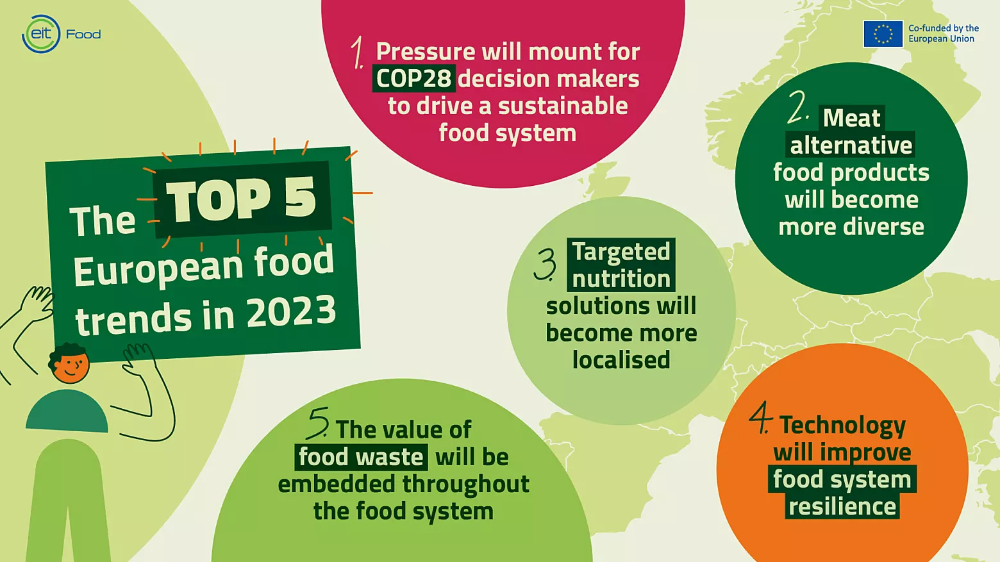 eit Food
Co-funded by the
European Union
The TOP 5
European food
trends in 2023
1. Pressure will mount for
COP28 decision makers
to drive a sustainable
food system
2. Meat
alternative
food products
will become
more diverse
3. Targeted
nutrition
solutions will
become more
localised
4. Technology
will improve
food system
resilience
5. The value of
food waste will be
embedded throughout
the food system